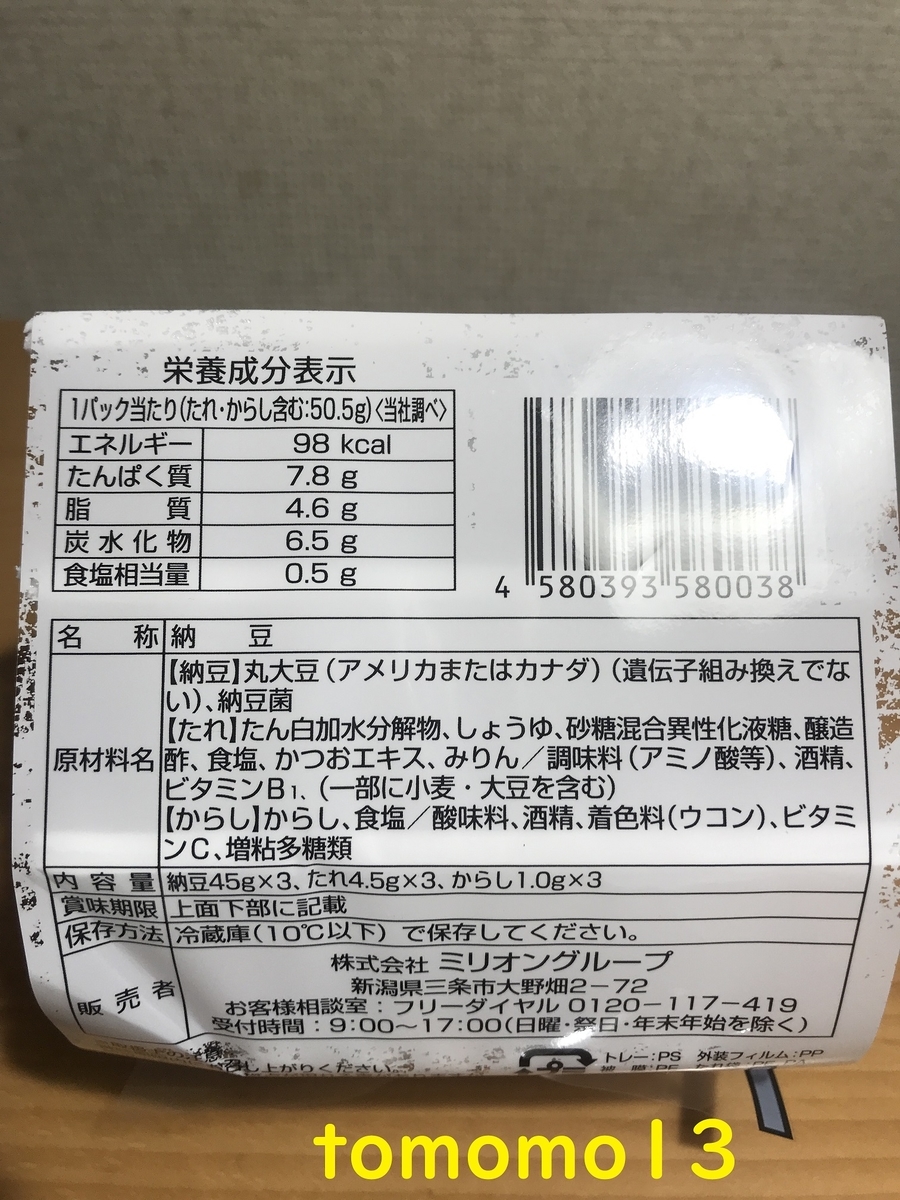 栄養成分表示
1パック当たり(たれ・からし含む:50.5g)〈当社調べ〉
エネルギー 98 kcal
たんぱく質 7.8 g
脂 質 4.6 g
炭水化物 6.5 g
食塩相当量 0.5 g
4 580393 580038
名 称 納 豆
原材料名 【納豆】丸大豆(アメリカまたはカナダ)(遺伝子組み換えでな
い)、納豆菌
【たれ】たん白加水分解物、しょうゆ、砂糖混合異性化液糖、醸造
酢、食塩、かつおエキス、みりん/調味料(アミノ酸等)、酒精、
ビタミンB1、(一部に小麦・大豆を含む)
【からし】からし、食塩/酸味料、酒精、着色料(ウコン)、ビタミ
ンC、増粘多糖類
内容量 納豆45g×3、たれ4.5g×3、からし1.0g×3
賞味期限 上面下部に記載
保存方法 冷蔵庫(10℃以下)で保存してください。
販売者 株式会社 ミリオングループ
新潟県三条市大野畑2-72
お客様相談室:フリーダイヤル 0120-117-419
受付時間:9:00~17:00(日曜・祭日・年末年始を除く)
召し上がりください。
トレー:PS 外装フィルム:PP
tomomo13